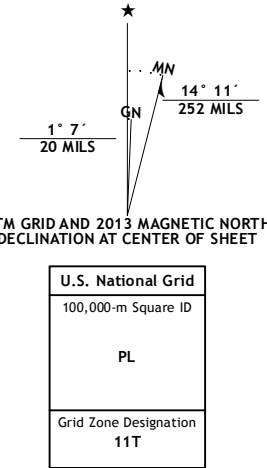 ★
MN
GN
14° 11´
252 MILS
1° 7´
20 MILS
TM GRID AND 2013 MAGNETIC NORTH
DECLINATION AT CENTER OF SHEET
U.S. National Grid
100,000-m Square ID
PL
Grid Zone Designation
11T